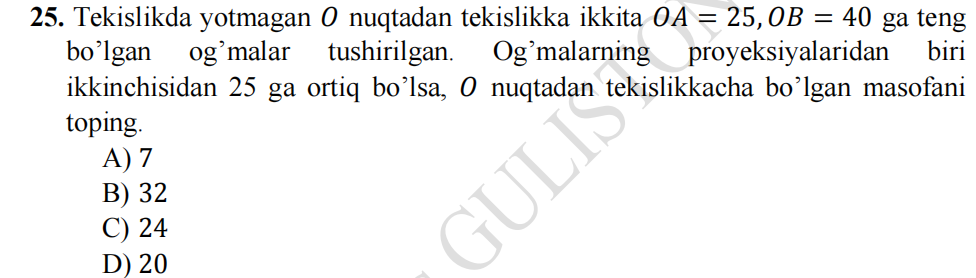 25. Tekislikda yotmagan O nuqtadan tekislikka ikkita OA = 25, OB = 40 ga teng
bo’lgan og’malar tushirilgan. Og’malarning proyeksiyalaridan biri
ikkinchisidan 25 ga ortiq bo’lsa, O nuqtadan tekislikkacha bo’lgan masofani
toping.
A) 7
B) 32
C) 24
D) 20
GULISTON